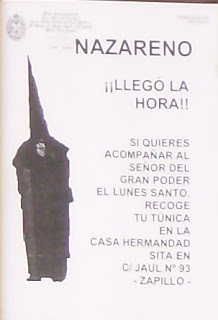 NAZARENO
¡¡LLEGÓ LA
HORA!!
SI QUIERES
ACOMPAÑAR AL
SEÑOR DEL
GRAN PODER
EL LUNES SANTO,
RECOGE
TU TÚNICA
EN LA
CASA HERMANDAD
SITA EN
C/ JAUL Nº 93
- ZAPILLO -